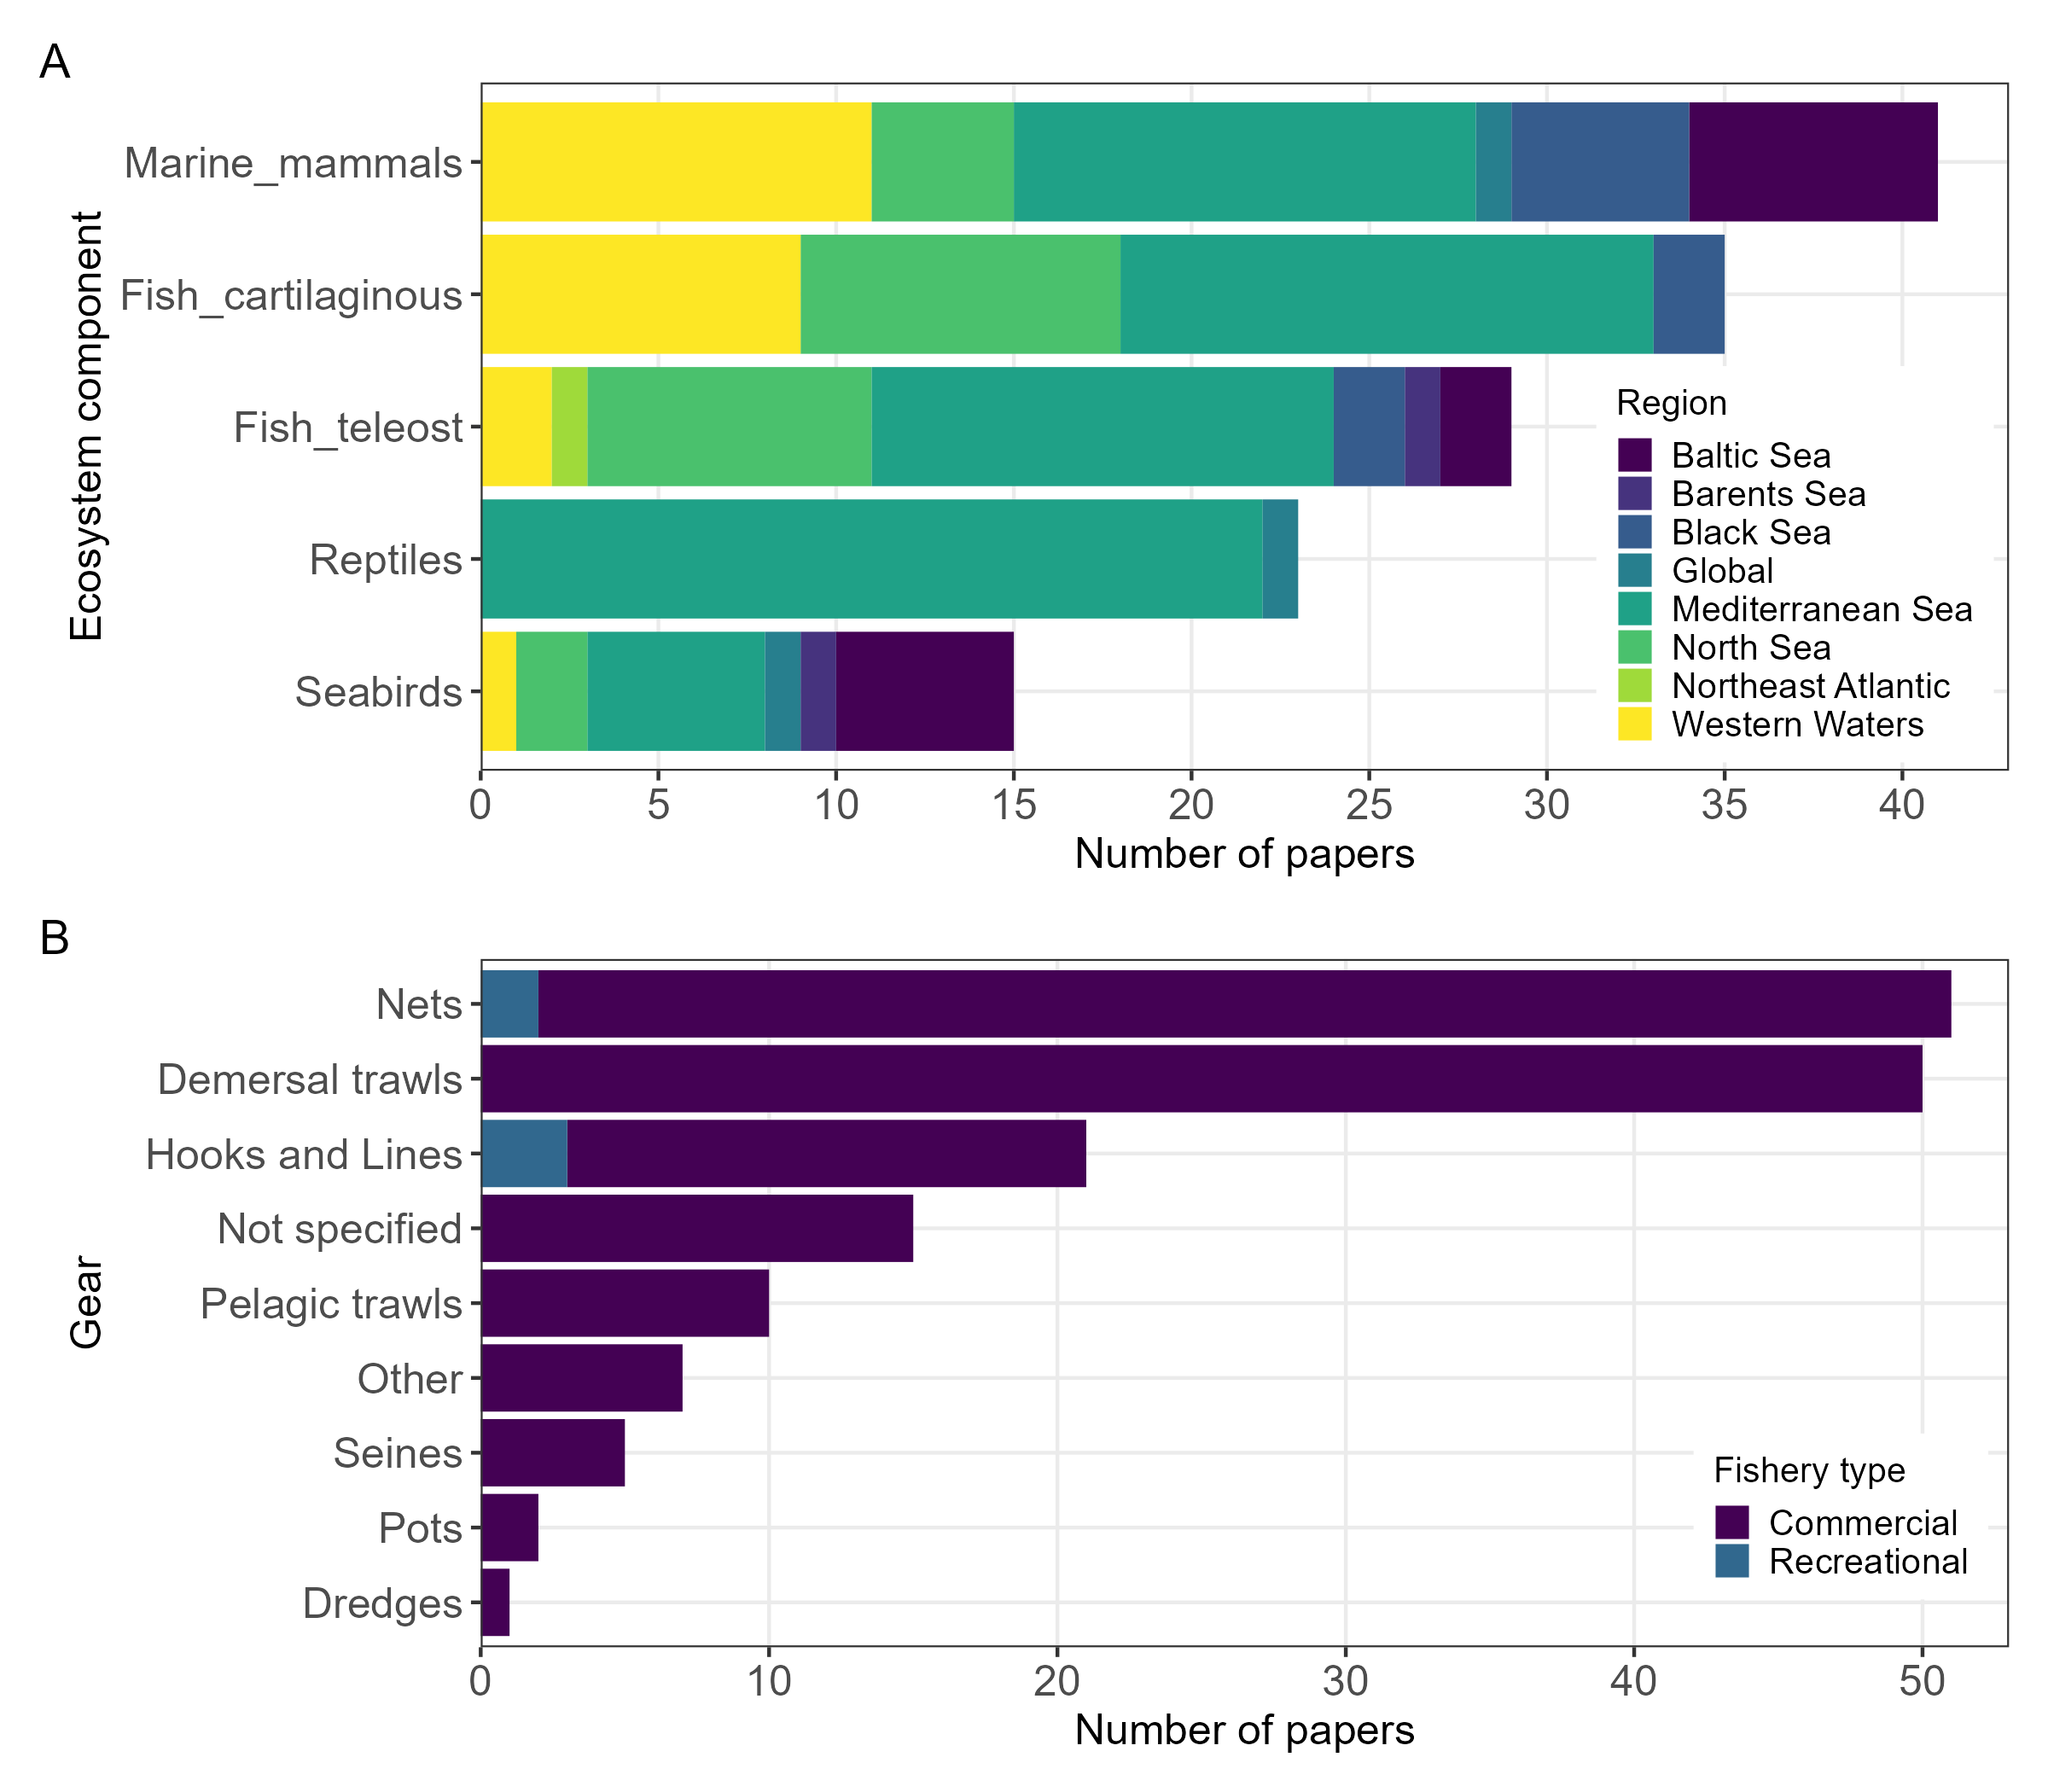 A
Ecosystem component
Marine_mammals
Fish_cartilaginous
Fish_teleost
Reptiles
Seabirds
Region
Baltic Sea
Barents Sea
Black Sea
Global
Mediterranean Sea
North Sea
Northeast Atlantic
Western Waters
0 5 10 15 20 25 30 35 40
Number of papers
B
Gear
Nets
Demersal trawls
Hooks and Lines
Not specified
Pelagic trawls
Other
Seines
Pots
Dredges
Fishery type
Commercial
Recreational
0 10 20 30 40 50
Number of papers